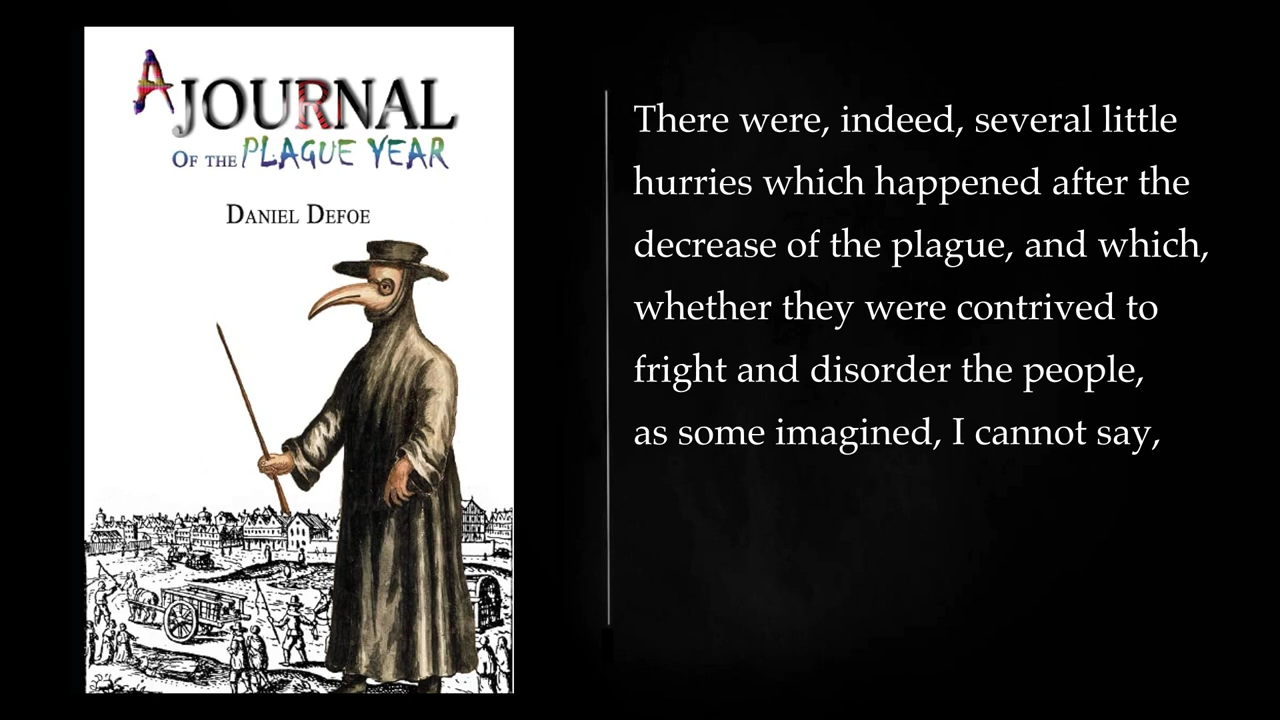 A JOURNAL
OF THE PLAGUE YEAR
DANIEL DEFOE
There were, indeed, several little
hurries which happened after the
decrease of the plague, and which,
whether they were contrived to
fright and disorder the people,
as some imagined, I cannot say,